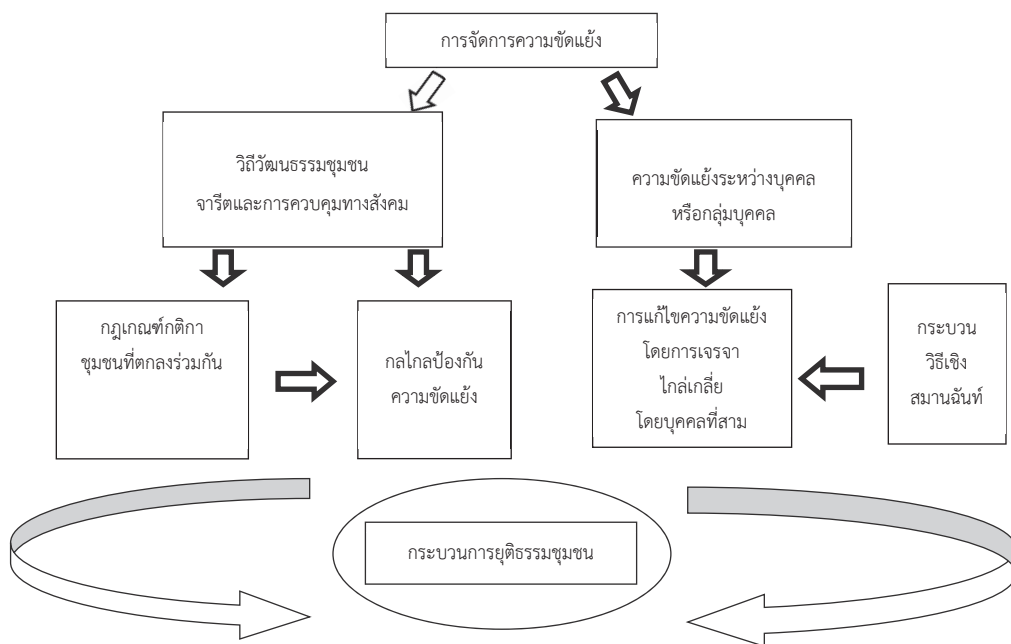 การจัดการความขัดแย้ง
วิถีวัฒนธรรมชุมชน
จารีตและการควบคุมทางสังคม
ความขัดแย้งระหว่างบุคคล
หรือกลุ่มบุคคล
กฎเกณฑ์กติกา
ชุมชนที่ตกลงร่วมกัน
กลไกลป้องกัน
ความขัดแย้ง
การแก้ไขความขัดแย้ง
โดยการเจรจา
ไกล่เกลี่ย
โดยบุคคลที่สาม
กระบวน
วิธีเชิง
สมานฉันท์
กระบวนการยุติธรรมชุมชน